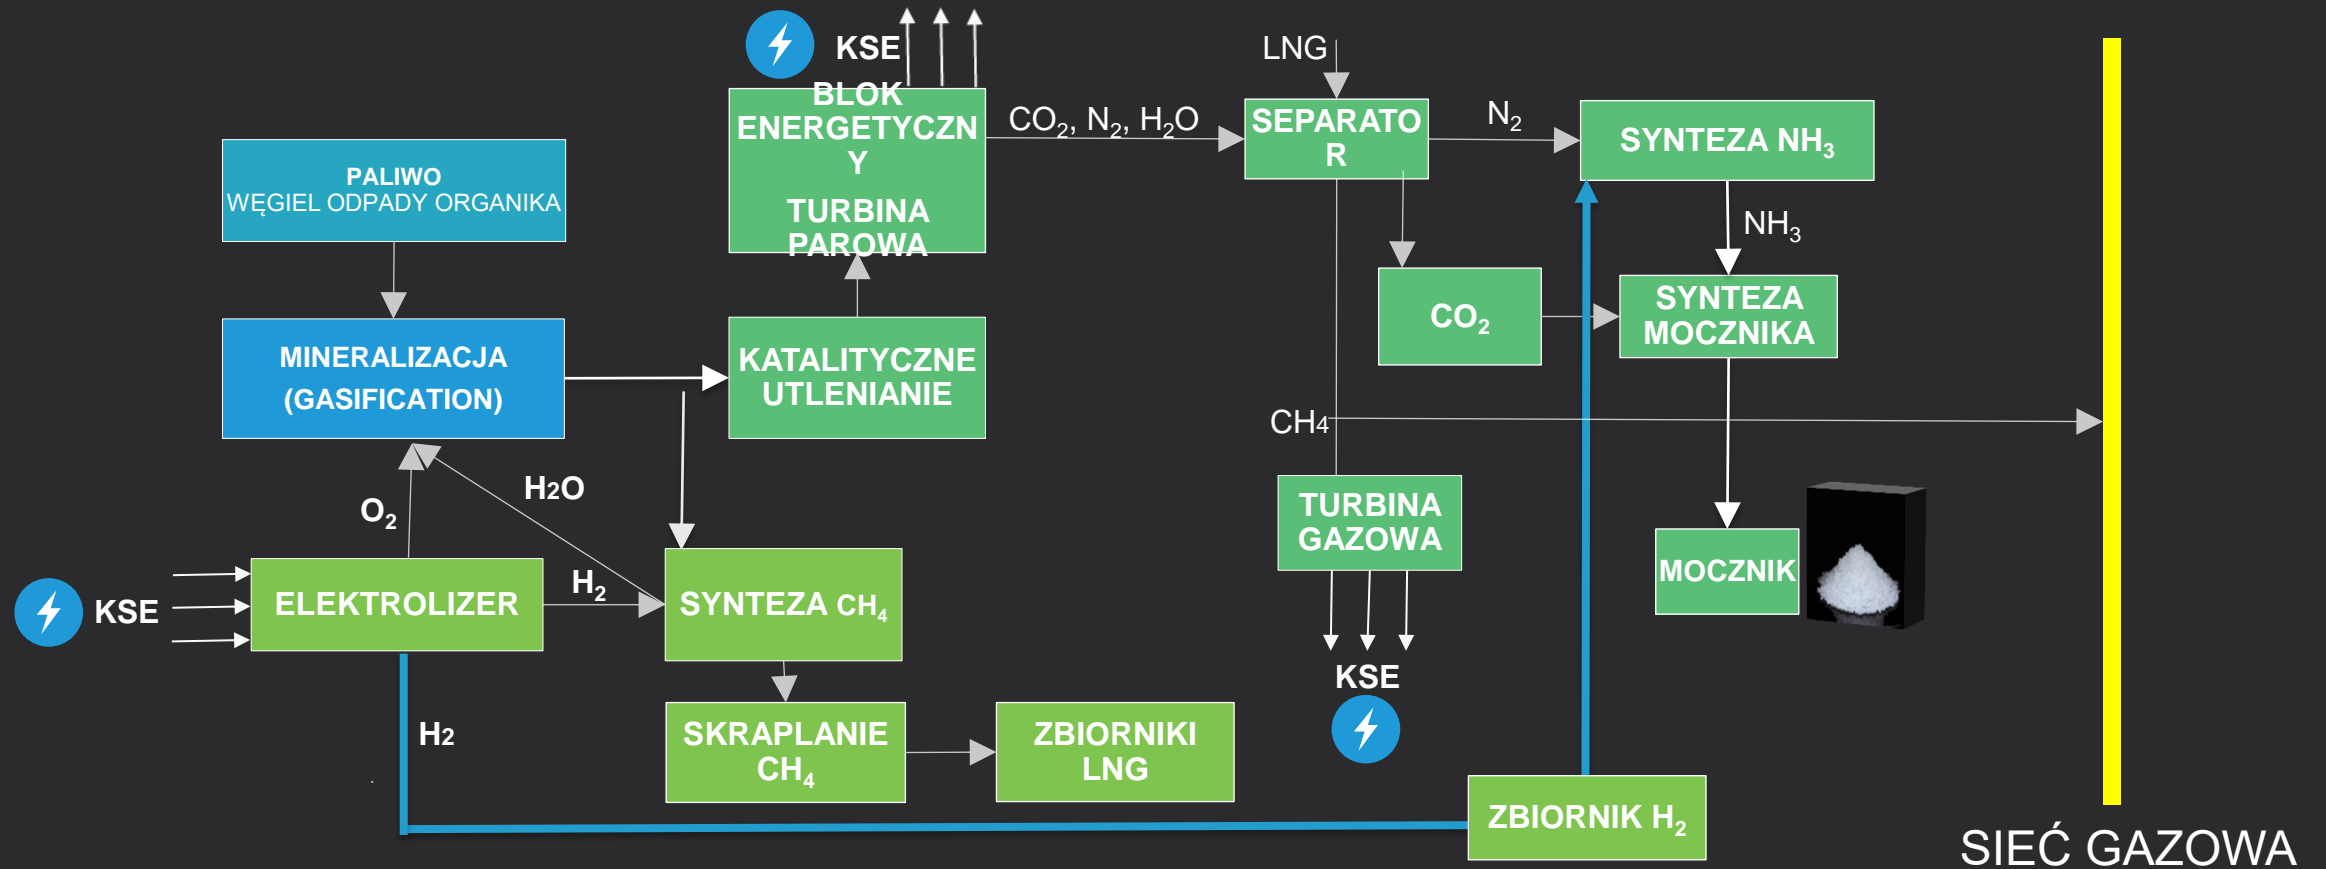 KSE
BLOK
ENERGETYCZN
Y
TURBINA
PAROWA
CO₂, N₂, H₂O
LNG
SEPARATO
R
N₂
SYNTEZA NH₃
PALIWO
WĘGIEL ODPADY ORGANIKA
NH₃
MINERALIZACJA
(GASIFICATION)
KATALITYCZNE
UTLENIANIE
CO₂
SYNTEZA
MOCZNIKA
CH4
H2O
O₂
TURBINA
GAZOWA
MOCZNIK
KSE
ELEKTROLIZER
H₂
SYNTEZA CH₄
KSE
H2
SKRAPLANIE
CH₄
ZBIORNIKI
LNG
ZBIORNIK H₂
SIEĆ GAZOWA